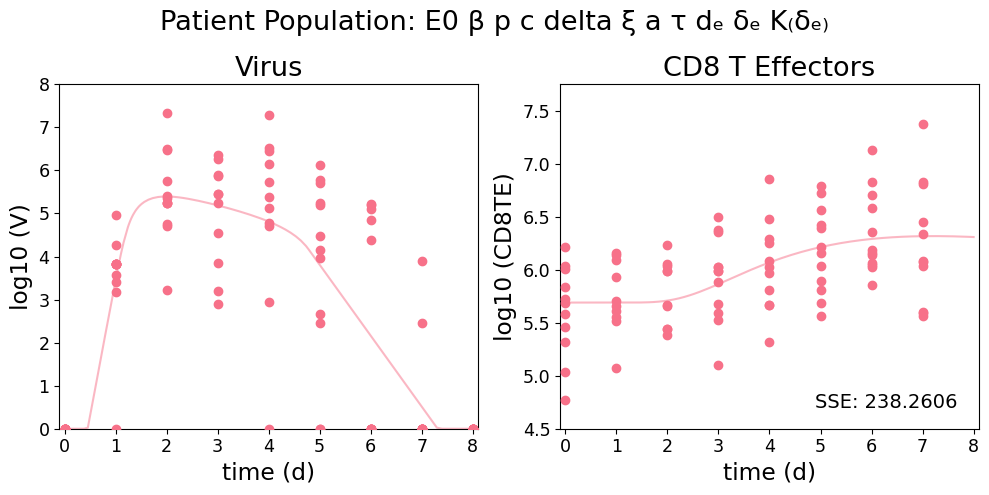 Patient Population: E0 β p c delta ξ a τ dₑ δₑ K₍δₑ₎
Virus
CD8 T Effectors
log10 (V)
8
7
6
5
4
3
2
1
0
0 1 2 3 4 5 6 7 8
time (d)
log10 (CD8TE)
7.5
7.0
6.5
6.0
5.5
5.0
4.5
SSE: 238.2606
0 1 2 3 4 5 6 7 8
time (d)